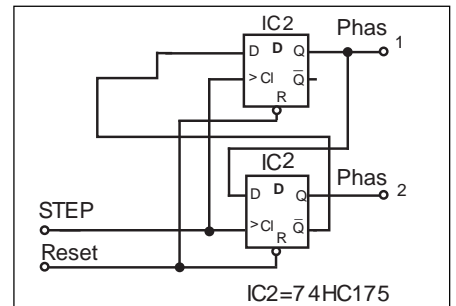 IC2
Phas 1
D D Q
> Cl Q̅
R
IC2
D D Q
Phas 2
STEP
> Cl Q̅
R
Reset
IC2=74HC175